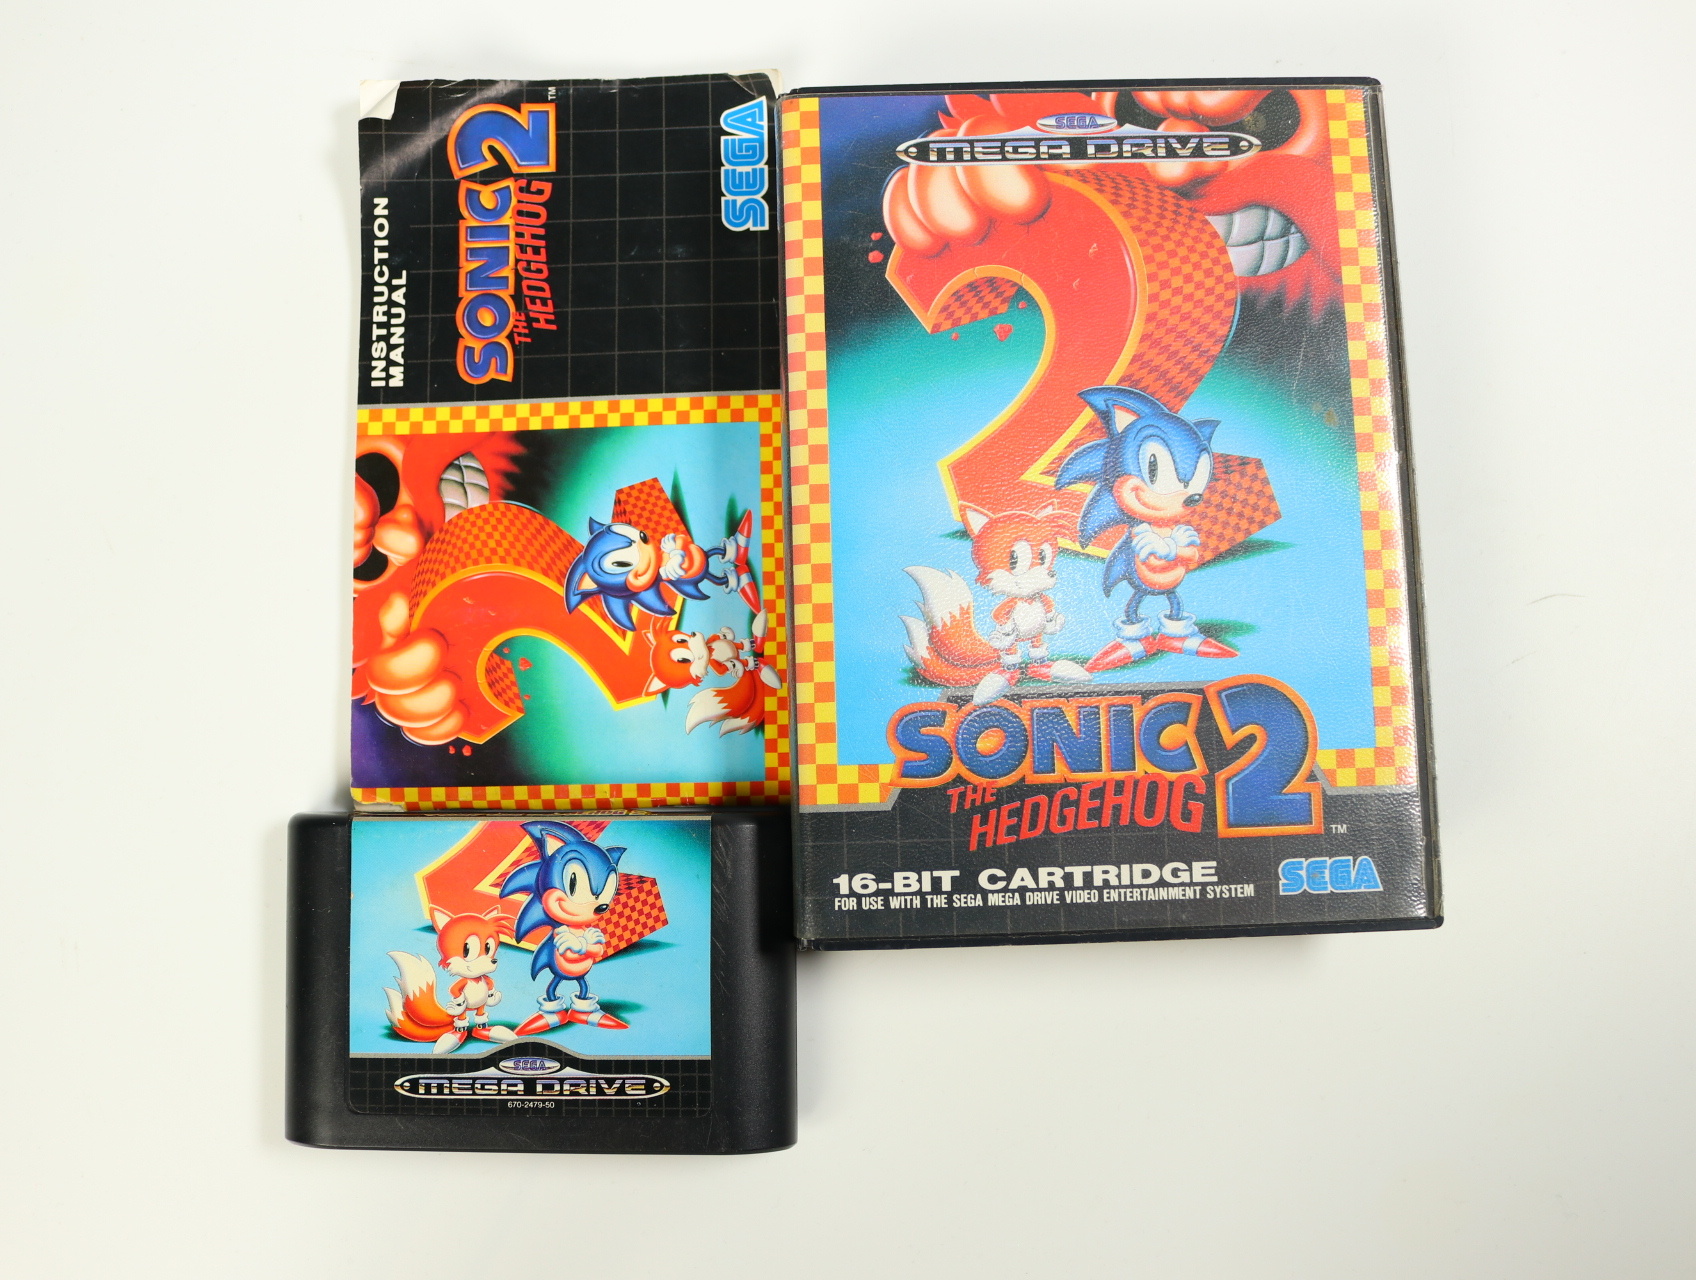 INSTRUCTION
MANUAL
SONIC 2
THE
HEDGEHOG
TM
SEGA
SEGA
MEGA DRIVE
SONIC 2
THE
HEDGEHOG
TM
16-BIT CARTRIDGE
FOR USE WITH THE SEGA MEGA DRIVE VIDEO ENTERTAINMENT SYSTEM
SEGA
SEGA
MEGA DRIVE
670-2479-50